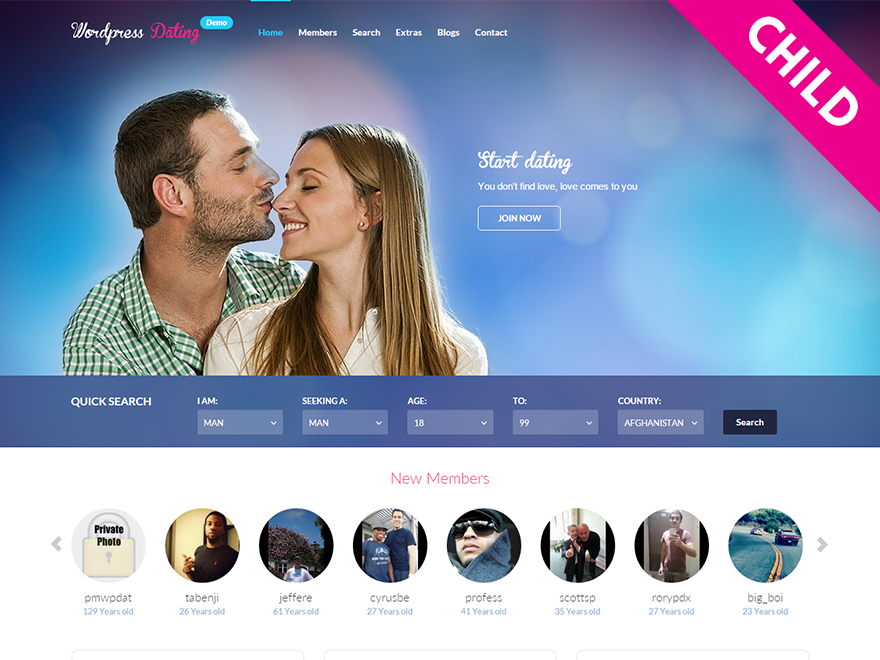 Wordpress Dating Demo
Home Members Search Extras Blogs Contact
CHILD
Start dating
You don't find love, love comes to you
JOIN NOW
QUICK SEARCH
I AM: SEEKING A: AGE: TO: COUNTRY:
MAN MAN 18 99 AFGHANISTAN Search
New Members
Private
Photo
pmwpdat tabenji jeffere cyrusbe profess scottsp rorypdx big_boi
129 Years old 26 Years old 61 Years old 27 Years old 41 Years old 35 Years old 27 Years old 23 Years old